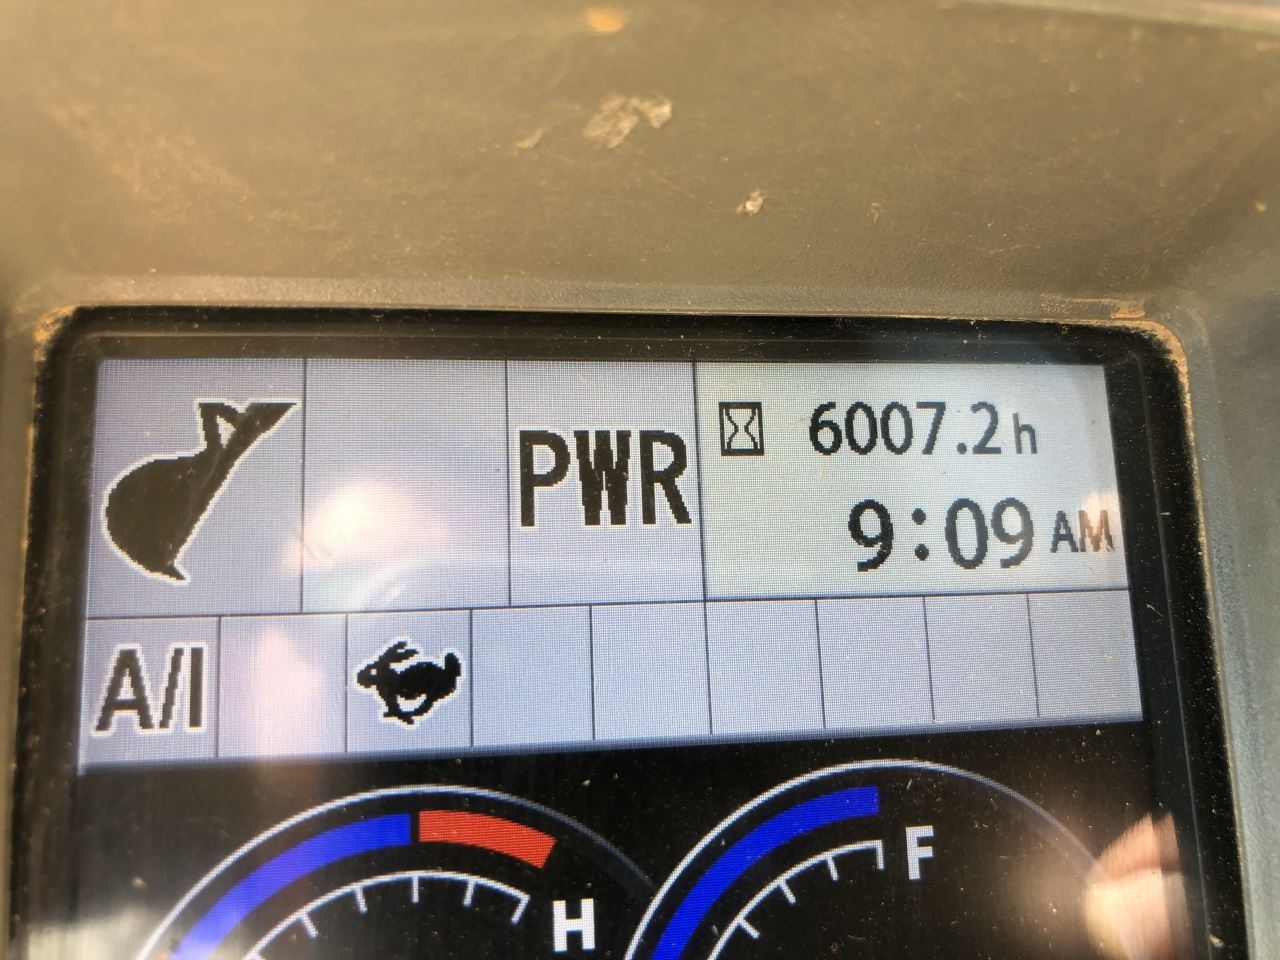 PWR
6007.2h
9:09 AM
A/I
H
F